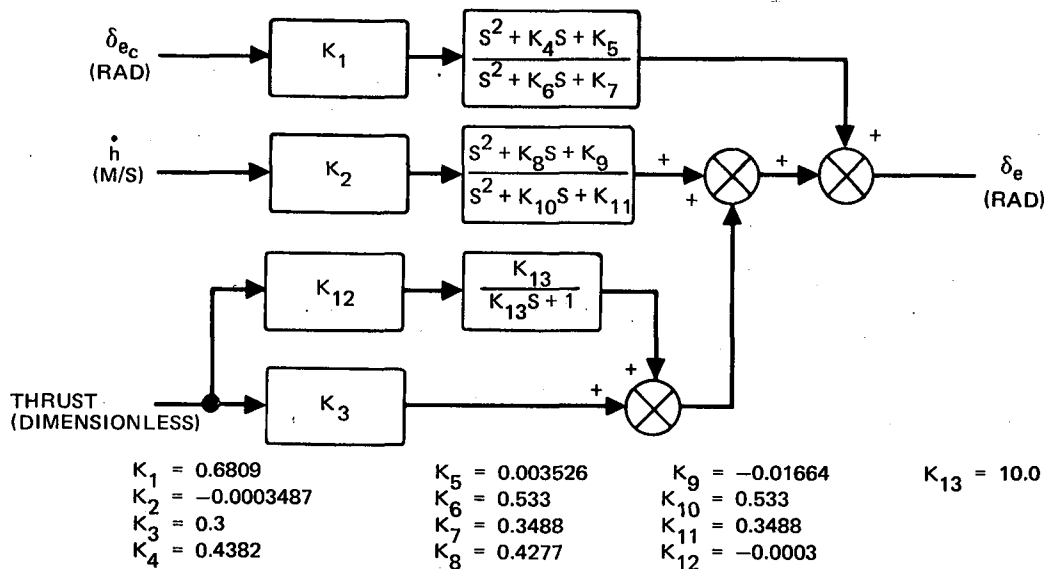 δec
(RAD)
K1
S2 + K4S + K5
S2 + K6S + K7
+
ḣ
(M/S)
K2
S2 + K8S + K9
S2 + K10S + K11
+
+
+
δe
(RAD)
K12
K13
K13S + 1
+
THRUST
(DIMENSIONLESS)
K3
+
K1 = 0.6809
K2 = −0.0003487
K3 = 0.3
K4 = 0.4382
K5 = 0.003526
K6 = 0.533
K7 = 0.3488
K8 = 0.4277
K9 = −0.01664
K10 = 0.533
K11 = 0.3488
K12 = −0.0003
K13 = 10.0